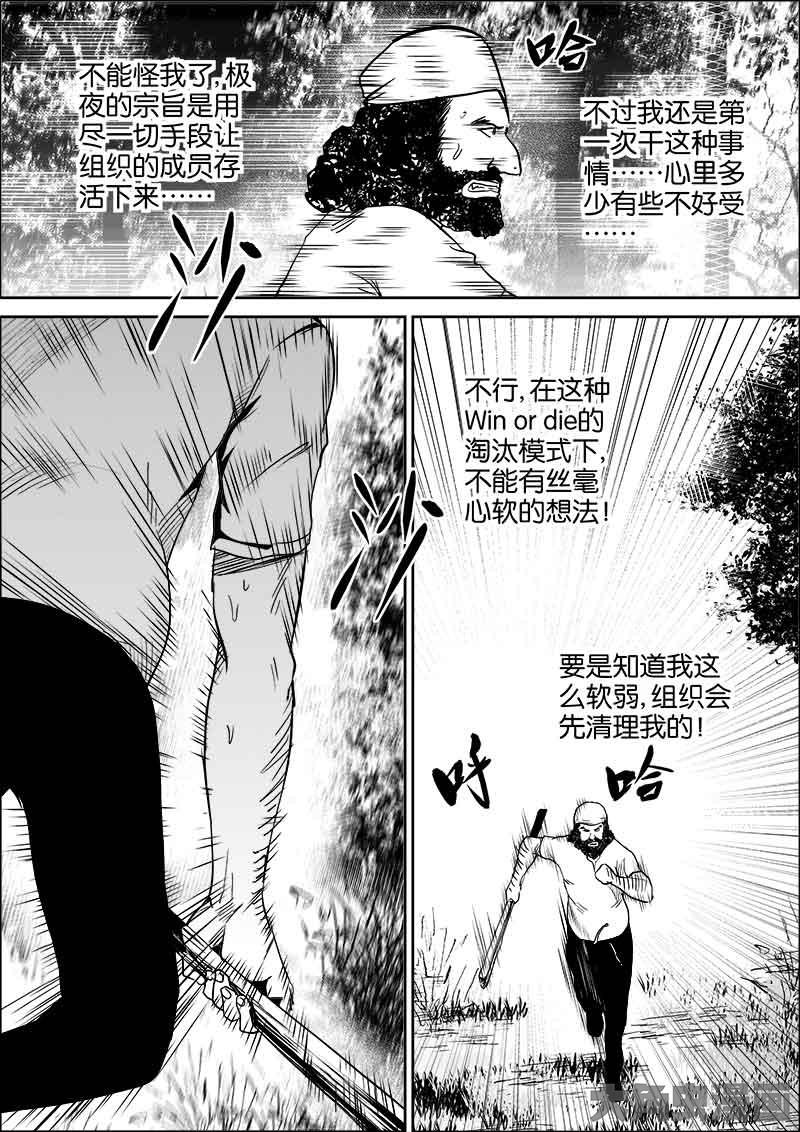 不能怪我了,极
夜的宗旨是用
尽一切手段让
组织的成员存
活下来……
哈
不过我还是第
一次干这种事
情……心里多
少有些不好受
……
沙
沙
不行,在这种
Win or die的
淘汰模式下,
不能有丝毫
心软的想法!
要是知道我这
么软弱,组织会
先清理我的!
呼
哈